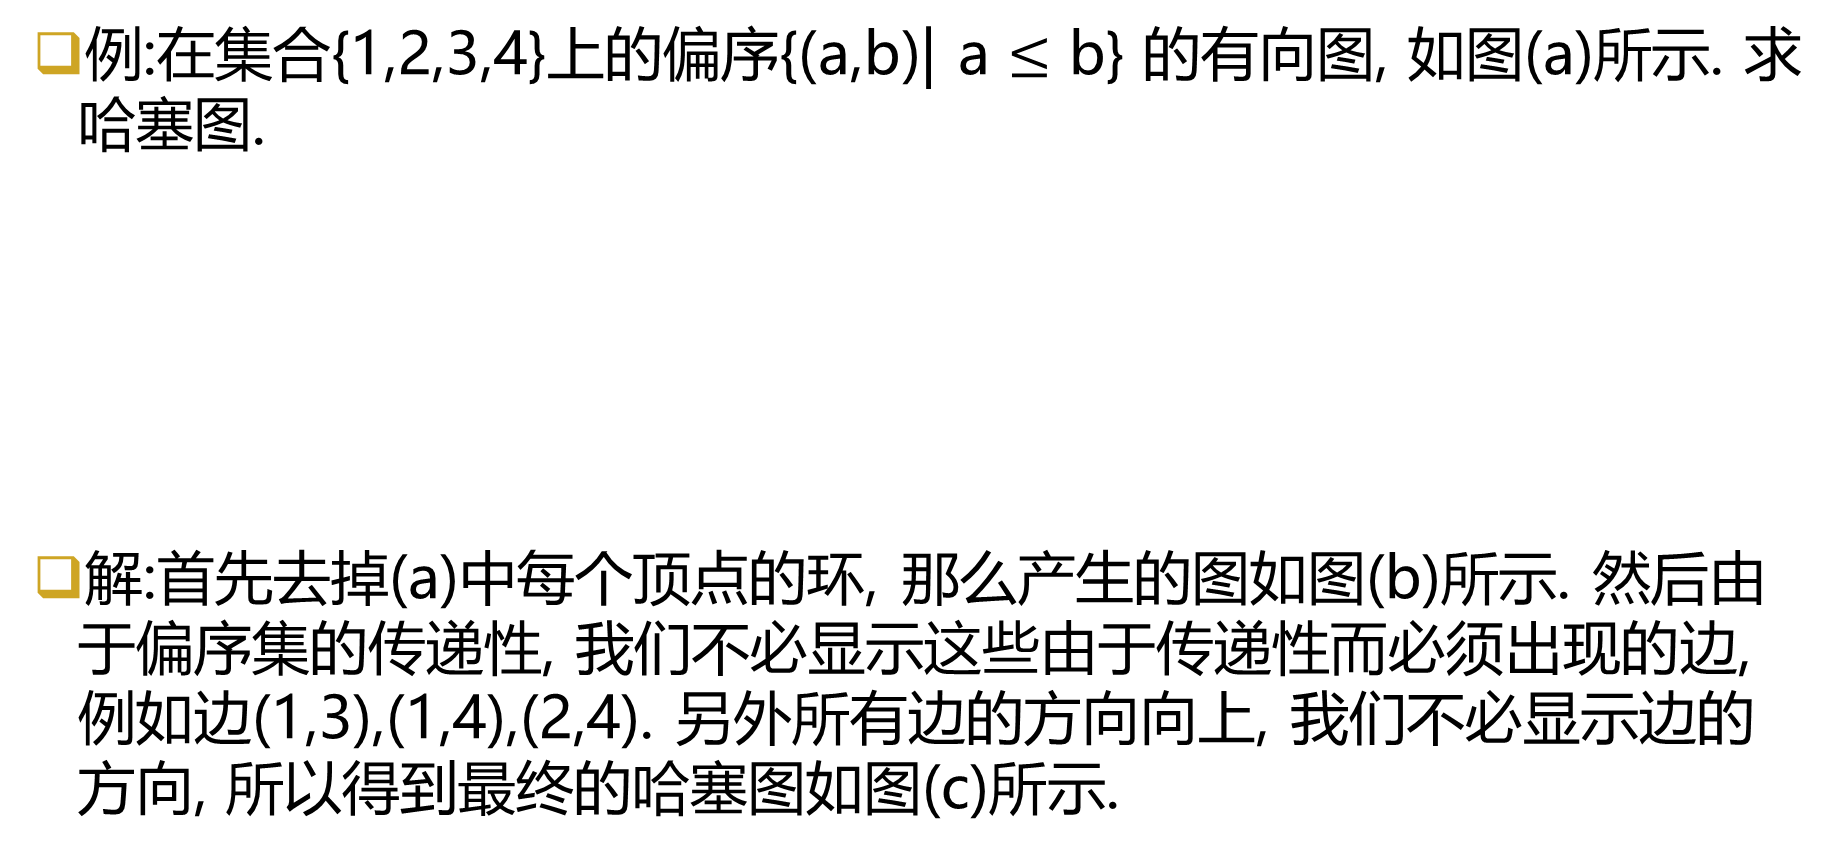 ❑例:在集合{1,2,3,4}上的偏序{(a,b)| a ≤ b} 的有向图, 如图(a)所示. 求
哈塞图.
❑解:首先去掉(a)中每个顶点的环, 那么产生的图如图(b)所示. 然后由
于偏序集的传递性, 我们不必显示这些由于传递性而必须出现的边,
例如边(1,3),(1,4),(2,4). 另外所有边的方向向上, 我们不必显示边的
方向, 所以得到最终的哈塞图如图(c)所示.